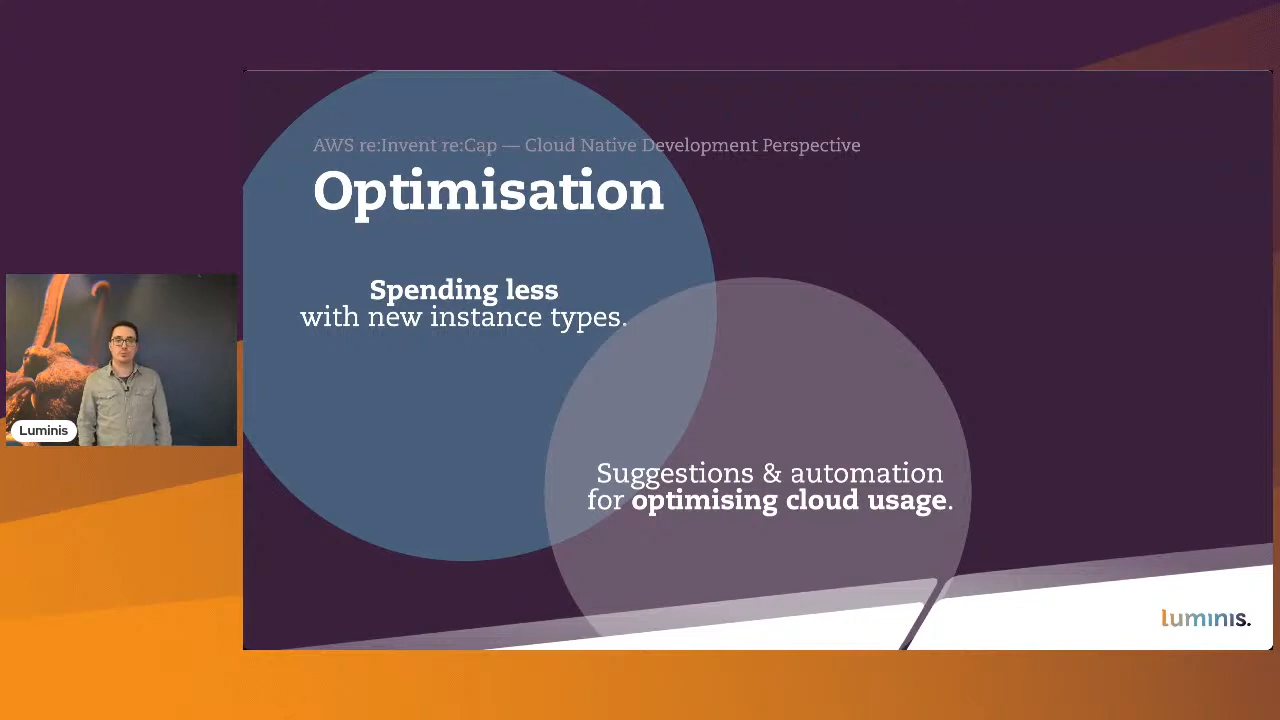 AWS re:Invent re:Cap — Cloud Native Development Perspective
Optimisation
Spending less
with new instance types.
Suggestions & automation
for optimising cloud usage.
Luminis
luminis.